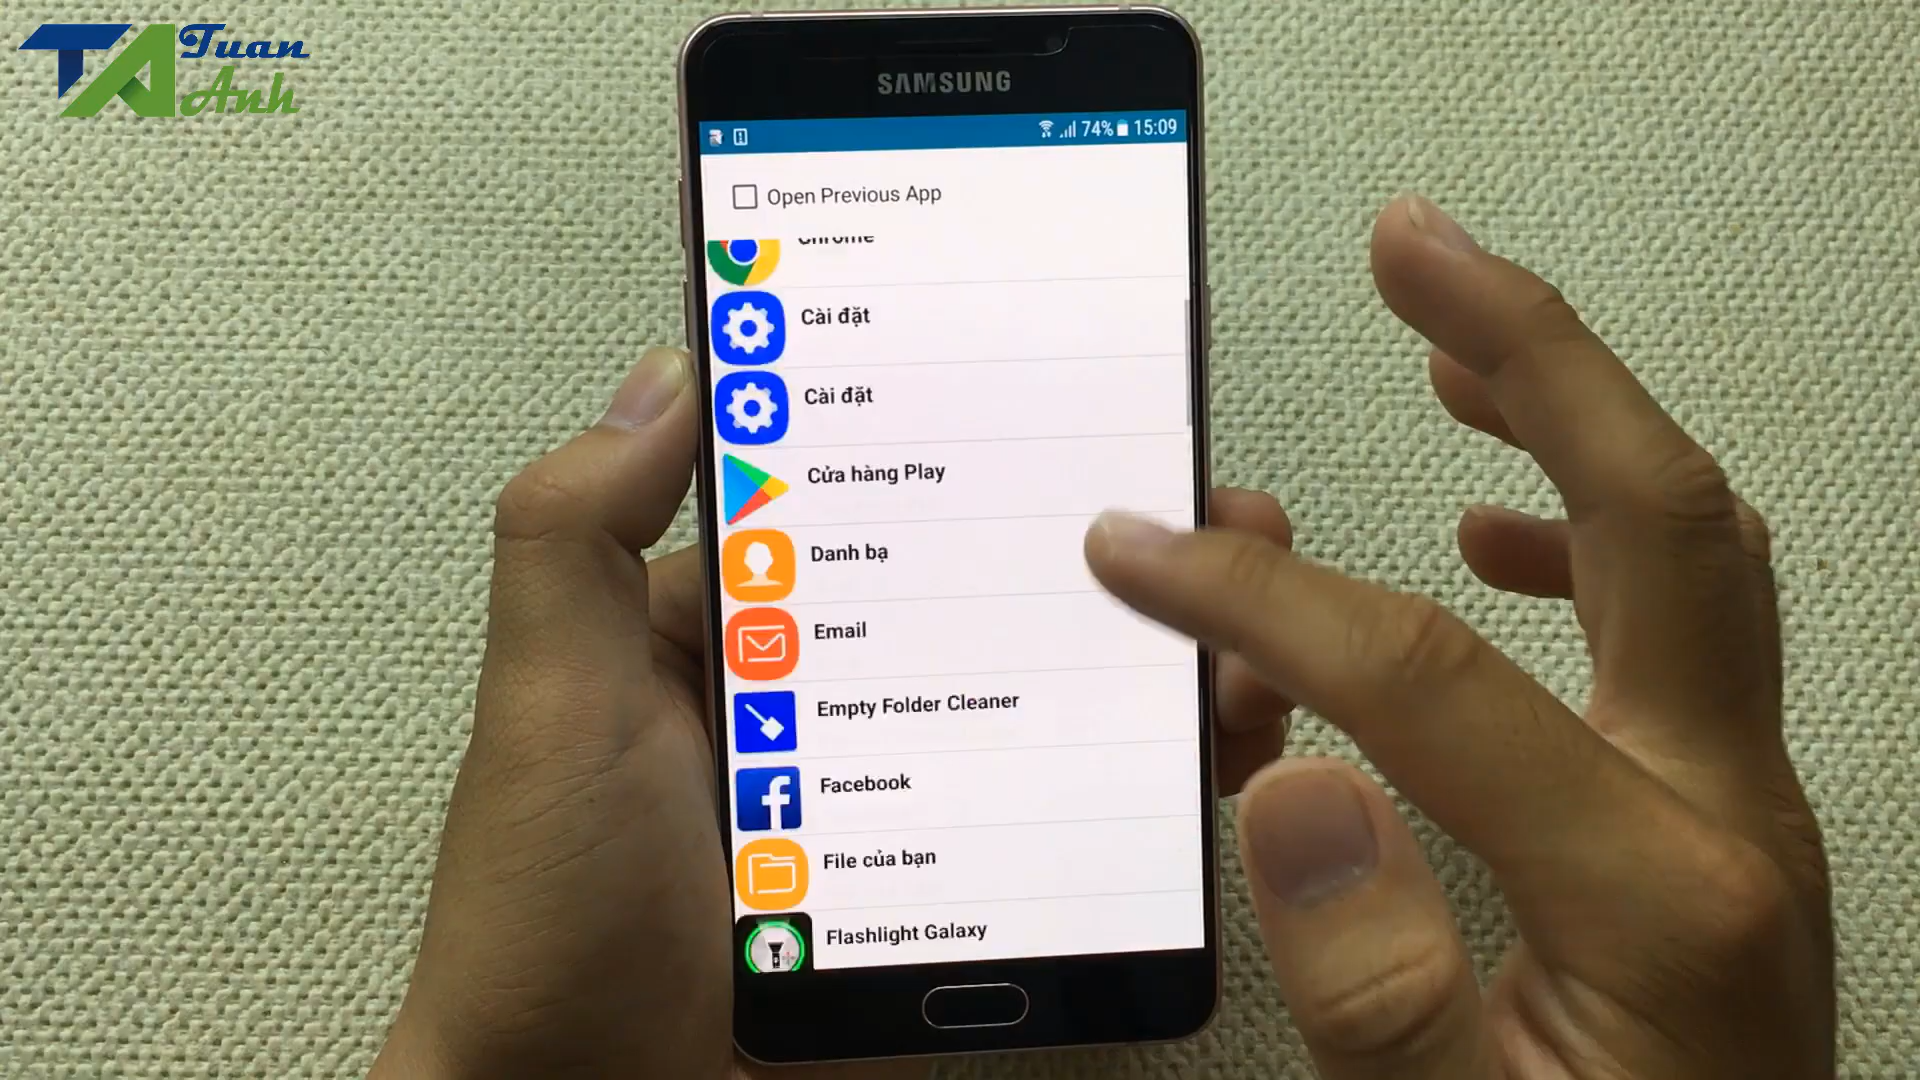 Tuan
Anh
SAMSUNG
74% 15:09
Open Previous App
Chrome
Cài đặt
Cài đặt
Cửa hàng Play
Danh bạ
Email
Empty Folder Cleaner
Facebook
File của bạn
Flashlight Galaxy